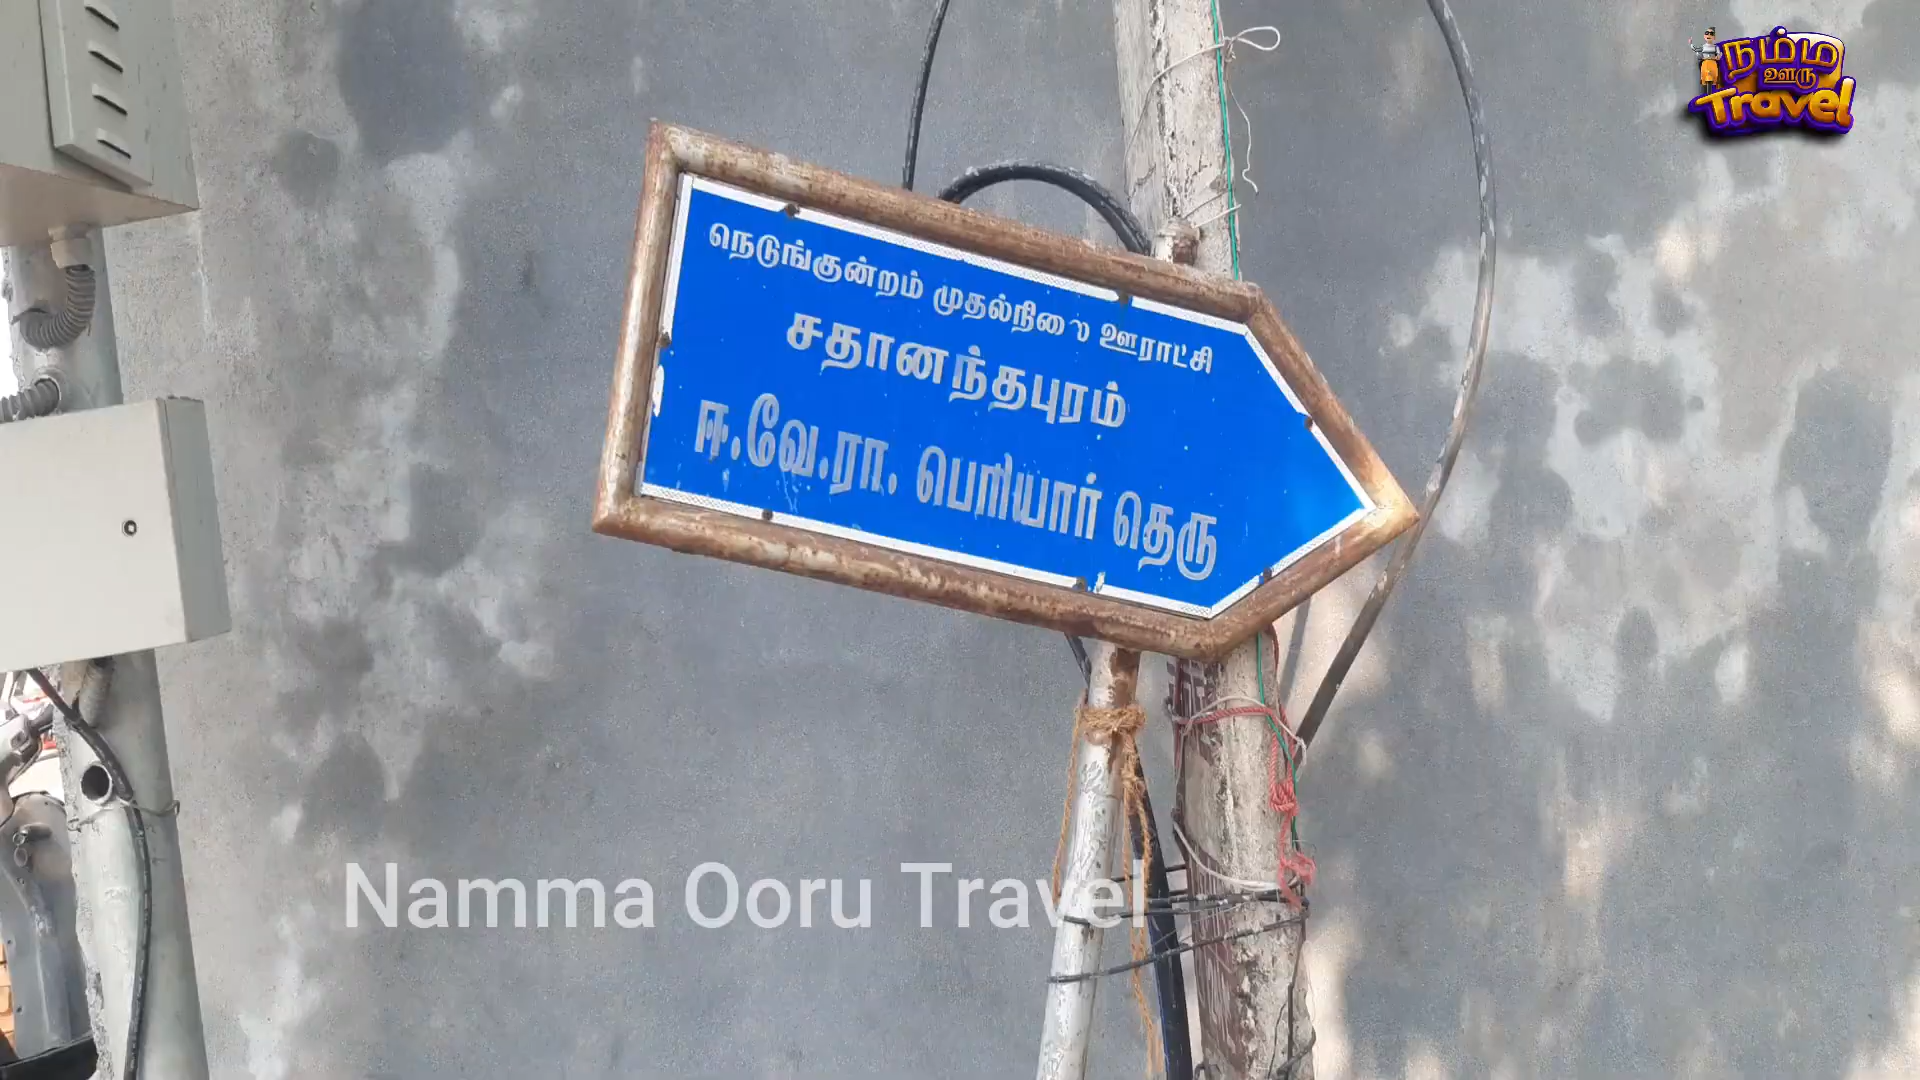 நம்ம
ஊரு
Travel
நெடுங்குன்றம் முதல்நிலை ஊராட்சி
சதானந்தபுரம்
ஈ.வே.ரா. பெரியார் தெரு
Namma Ooru Travel